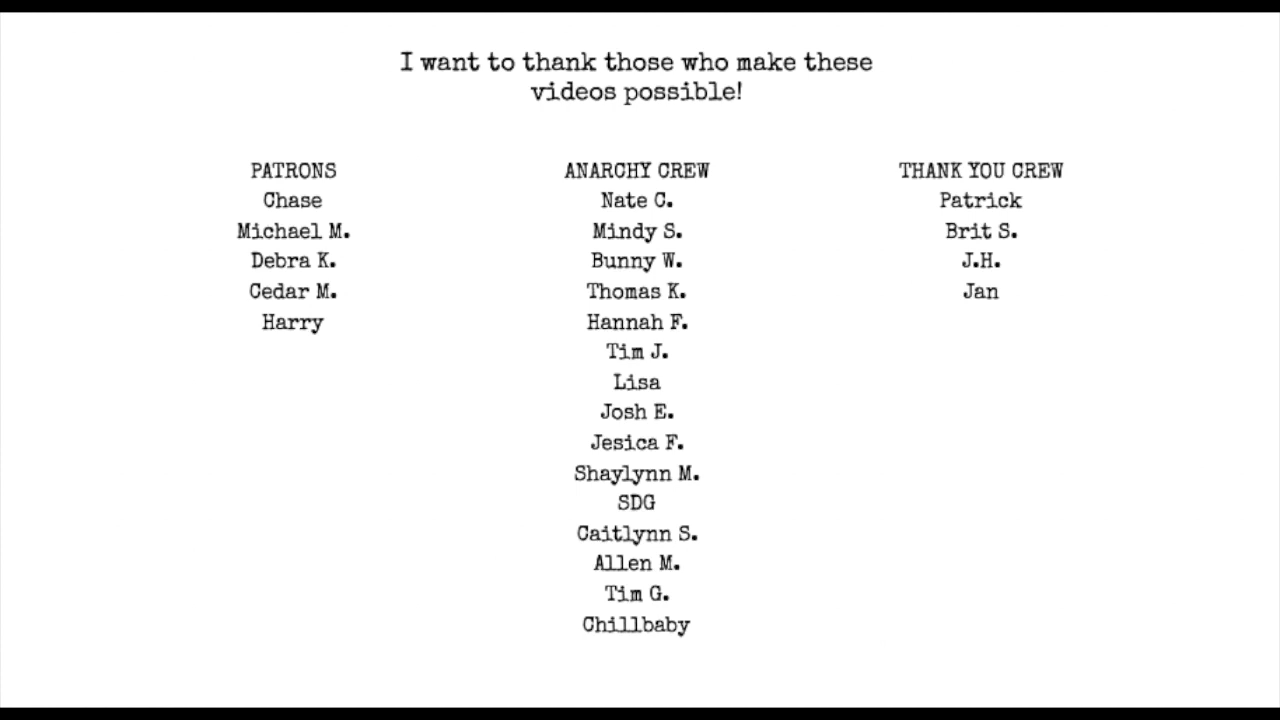 I want to thank those who make these
videos possible!
PATRONS
Chase
Michael M.
Debra K.
Cedar M.
Harry
ANARCHY CREW
Nate C.
Mindy S.
Bunny W.
Thomas K.
Hannah F.
Tim J.
Lisa
Josh E.
Jesica F.
Shaylynn M.
SDG
Caitlynn S.
Allen M.
Tim G.
Chillbaby
THANK YOU CREW
Patrick
Brit S.
J.H.
Jan